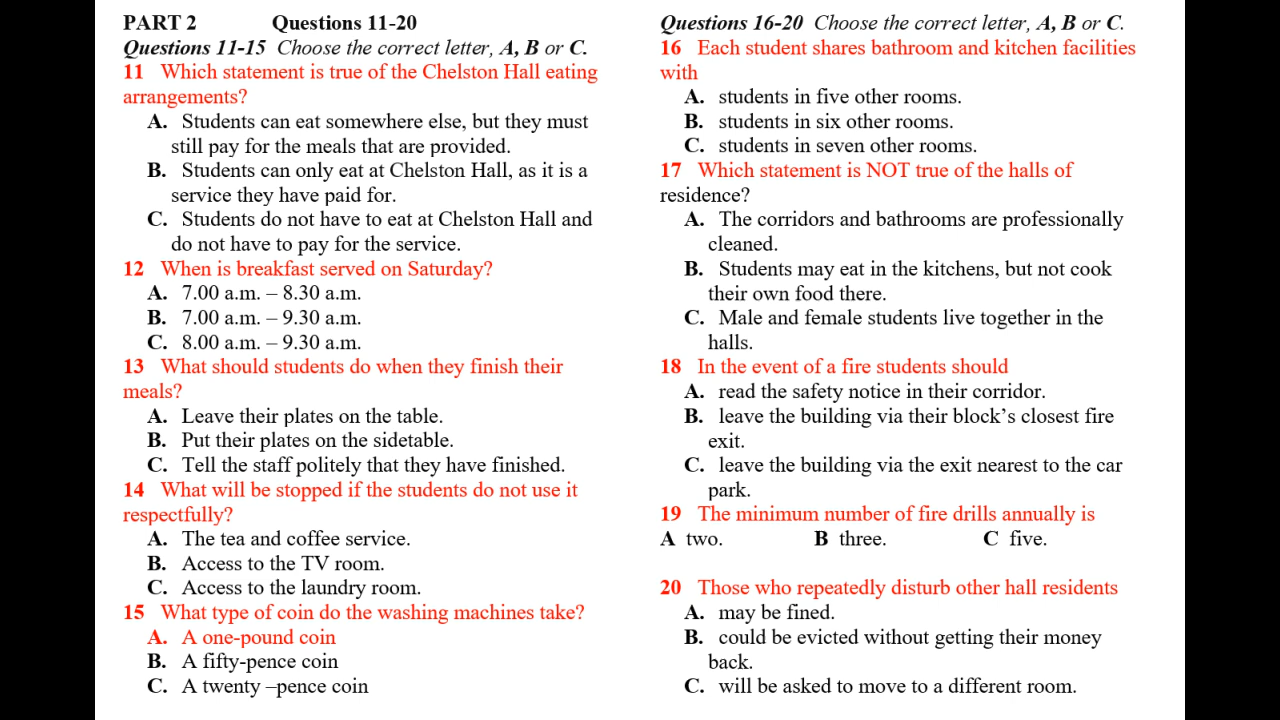 PART 2 Questions 11-20
Questions 11-15 Choose the correct letter, A, B or C.
11 Which statement is true of the Chelston Hall eating
arrangements?
A. Students can eat somewhere else, but they must
still pay for the meals that are provided.
B. Students can only eat at Chelston Hall, as it is a
service they have paid for.
C. Students do not have to eat at Chelston Hall and
do not have to pay for the service.
12 When is breakfast served on Saturday?
A. 7.00 a.m. – 8.30 a.m.
B. 7.00 a.m. – 9.30 a.m.
C. 8.00 a.m. – 9.30 a.m.
13 What should students do when they finish their
meals?
A. Leave their plates on the table.
B. Put their plates on the sidetable.
C. Tell the staff politely that they have finished.
14 What will be stopped if the students do not use it
respectfully?
A. The tea and coffee service.
B. Access to the TV room.
C. Access to the laundry room.
15 What type of coin do the washing machines take?
A. A one-pound coin
B. A fifty-pence coin
C. A twenty –pence coin
Questions 16-20 Choose the correct letter, A, B or C.
16 Each student shares bathroom and kitchen facilities
with
A. students in five other rooms.
B. students in six other rooms.
C. students in seven other rooms.
17 Which statement is NOT true of the halls of
residence?
A. The corridors and bathrooms are professionally
cleaned.
B. Students may eat in the kitchens, but not cook
their own food there.
C. Male and female students live together in the
halls.
18 In the event of a fire students should
A. read the safety notice in their corridor.
B. leave the building via their block’s closest fire
exit.
C. leave the building via the exit nearest to the car
park.
19 The minimum number of fire drills annually is
A two. B three. C five.
20 Those who repeatedly disturb other hall residents
A. may be fined.
B. could be evicted without getting their money
back.
C. will be asked to move to a different room.